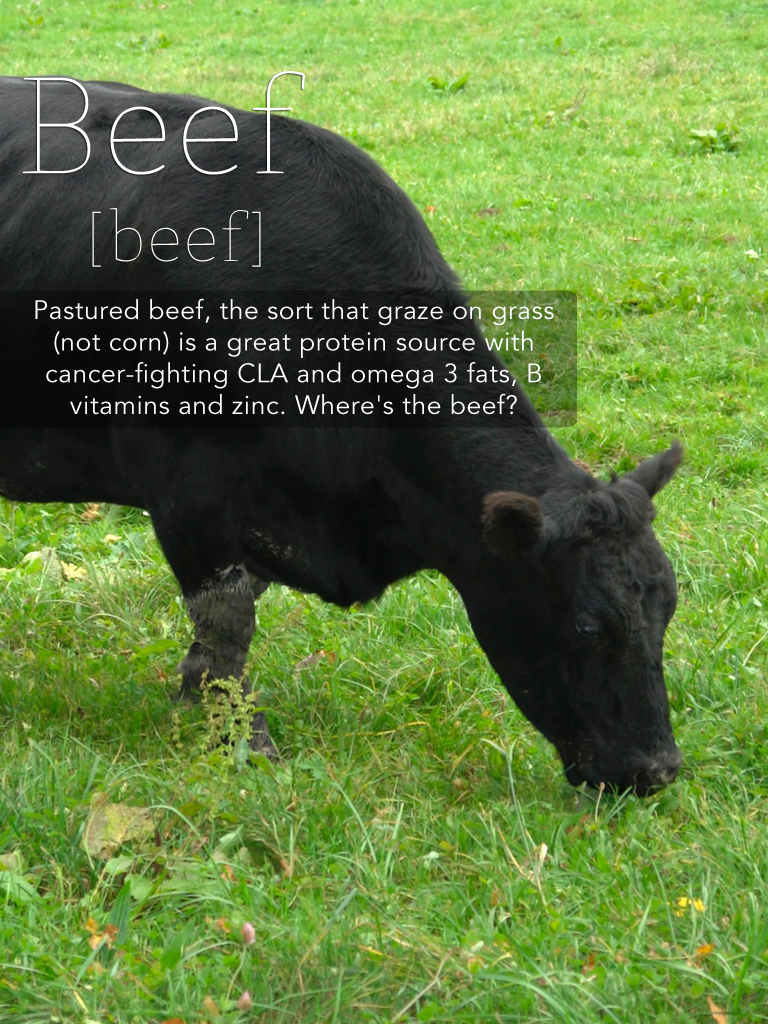 Beef
[beef]
Pastured beef, the sort that graze on grass
(not corn) is a great protein source with
cancer-fighting CLA and omega 3 fats, B
vitamins and zinc. Where's the beef?